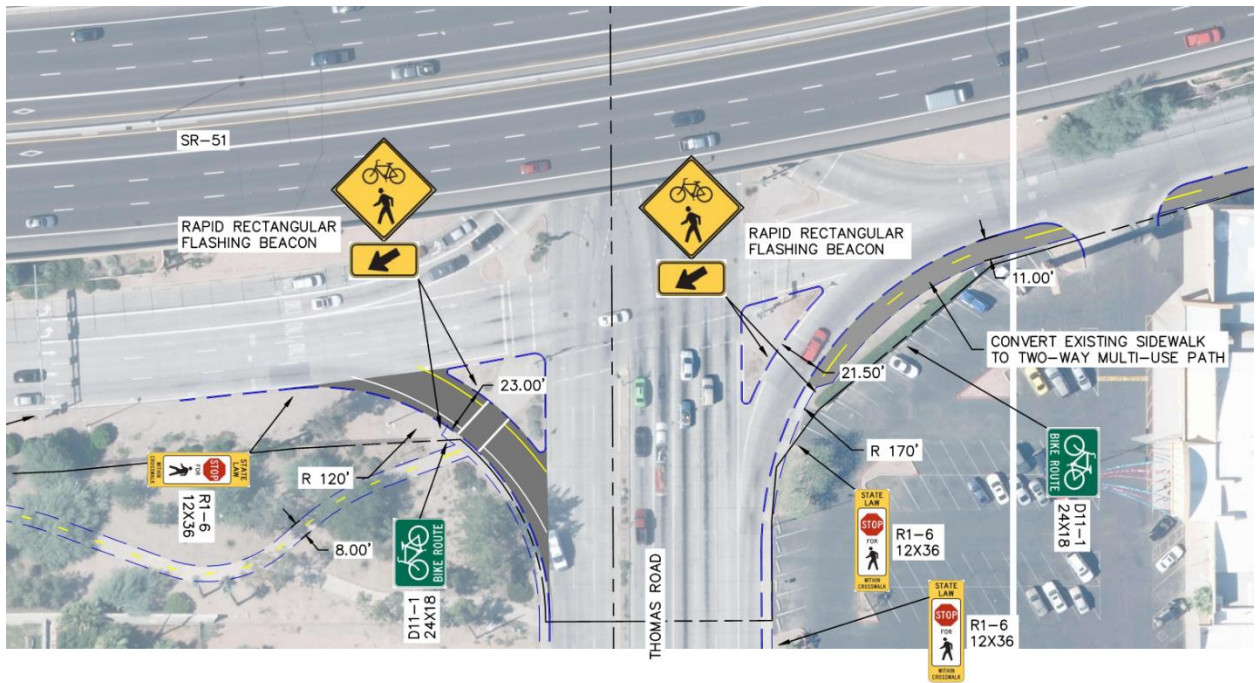 SR-51
RAPID RECTANGULAR
FLASHING BEACON
RAPID RECTANGULAR
FLASHING BEACON
11.00'
CONVERT EXISTING SIDEWALK
TO TWO-WAY MULTI-USE PATH
21.50'
23.00'
R 120'
R 170'
STATE
LAW
STOP
FOR
WITHIN
CROSSWALK
R1-6
12X36
8.00'
BIKE ROUTE
D11-1
24X18
THOMAS ROAD
STATE
LAW
STOP
FOR
WITHIN
CROSSWALK
R1-6
12X36
BIKE ROUTE
D11-1
24X18
STATE
LAW
STOP
FOR
WITHIN
CROSSWALK
R1-6
12X36